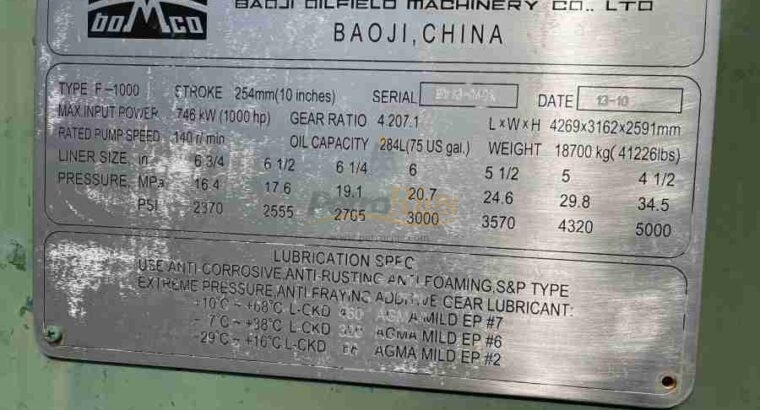 BOMCO
BAOJI OILFIELD MACHINERY CO., LTD
BAOJI, CHINA
TYPE F-1000 STROKE 254mm(10 inches) SERIAL DATE 13-10
MAX.INPUT POWER 746 kW (1000 hp) GEAR RATIO 4.207:1 L×W×H 4269×3162×2591mm
RATED PUMP SPEED 140 r/min OIL CAPACITY 284L(75 US gal.) WEIGHT 18700 kg(41226lbs)
LINER SIZE, in 6 3/4 6 1/2 6 1/4 6 5 1/2 5 4 1/2
PRESSURE, MPa 16.4 17.6 19.1 20.7 24.6 29.8 34.5
PSI 2370 2555 2765 3000 3570 4320 5000
LUBRICATION SPEC
USE ANTI CORROSIVE,ANTI-RUSTING ANTI FOAMING,S&P TYPE
EXTREME PRESSURE,ANTI-FRAYING ADDITIVE GEAR LUBRICANT:
+10°C ~ +68°C L-CKD AGMA MILD EP #7
-7°C ~ +38°C L-CKD AGMA MILD EP #6
-29°C ~ +16°C L-CKD AGMA MILD EP #2